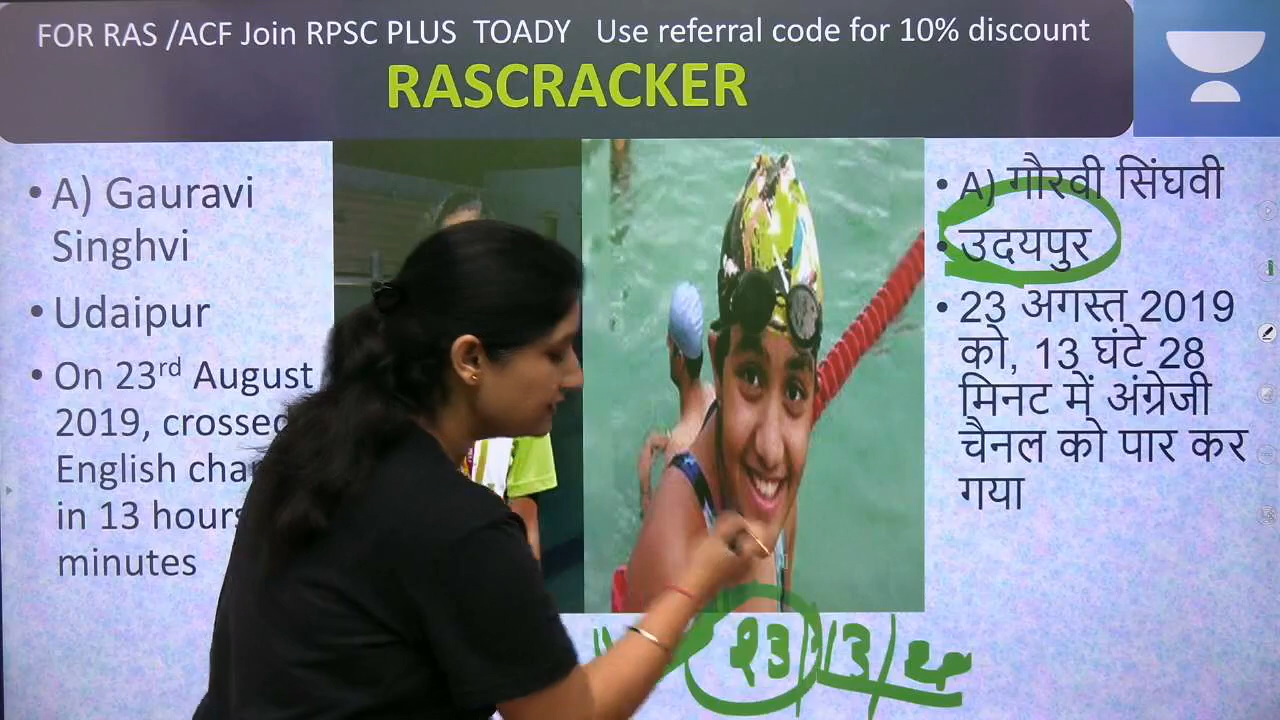 FOR RAS /ACF Join RPSC PLUS TOADY Use referral code for 10% discount
RASCRACKER
• A) Gauravi
Singhvi
• Udaipur
• On 23rd August
2019, crossed
English
in 13 hours
minutes
• A) गौरवी सिंघवी
• उदयपुर
• 23 अगस्त 2019
को, 13 घंटे 28
मिनट में अंग्रेजी
चैनल को पार कर
गया